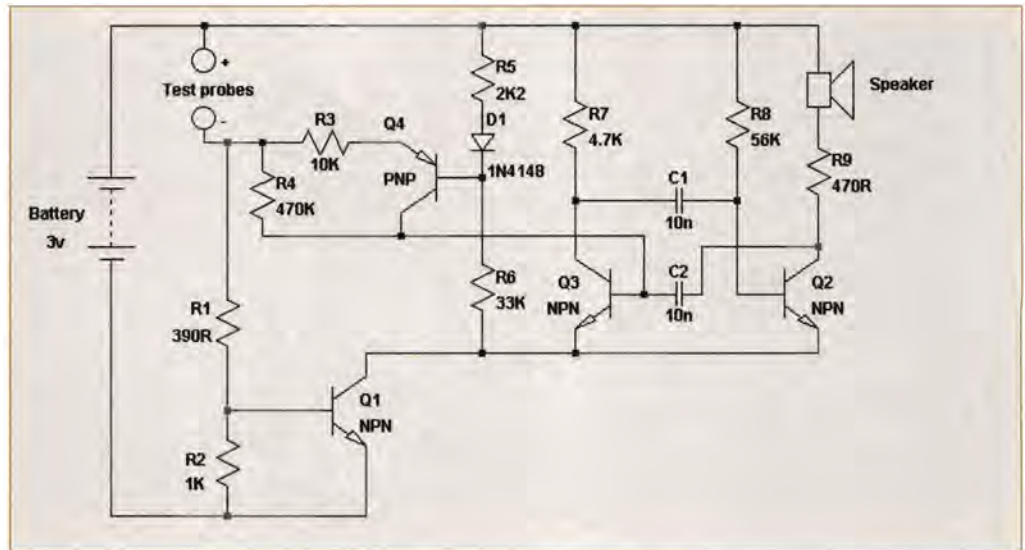 +
Test probes
-
R5
2K2
D1
1N4148
R3
10K
Q4
PNP
R4
470K
R7
4.7K
R8
56K
Speaker
R9
470R
C1
10n
Battery
3v
R6
33K
Q3
NPN
C2
10n
Q2
NPN
R1
390R
Q1
NPN
R2
1K